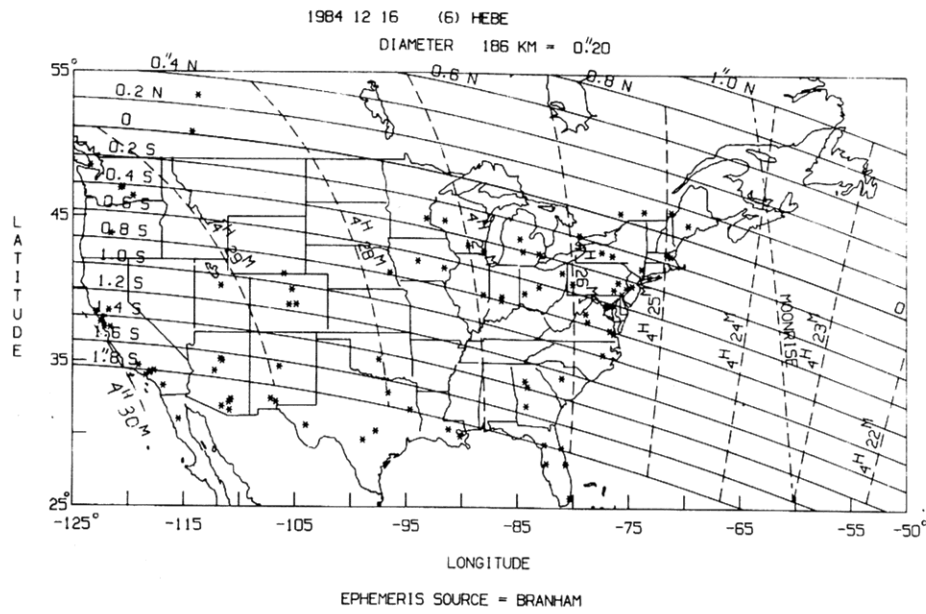 1984 12 16 (6) HEBE
DIAMETER 186 KM = 0."20
55°
0."4 N
0.6 N
0.8 N
1."0 N
0.2 N
0
0.2 S
0.4 S
0.6 S
0.8 S
1.0 S
1.2 S
1.4 S
1.6 S
1."8 S
45
35
25°
LATITUDE
4H 30M
4H 29M
4H 28M
4H 26M
4H 25M
4H 24M
MOONRISE
4H 23M
4H 22M
0
-125° -115 -105 -95 -85 -75 -65 -55 -50°
LONGITUDE
EPHEMERIS SOURCE = BRANHAM